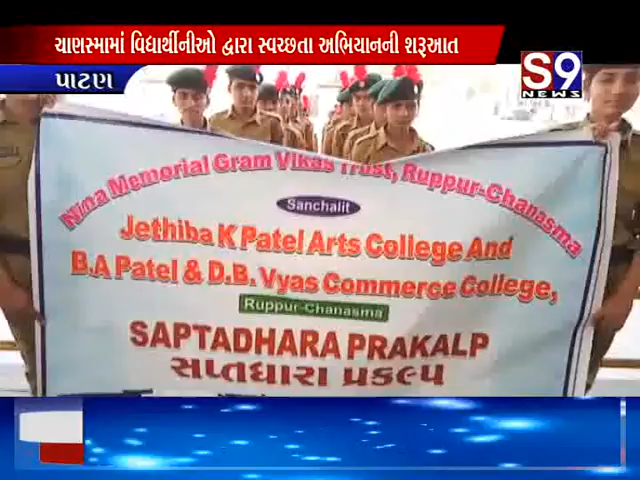 ચાણસ્મામાં વિદ્યાર્થીનીઓ દ્વારા સ્વચ્છતા અભિયાનની શરૂઆત
પાટણ
S9
NEWS
Nima Memorial Gram Vikas Trust, Ruppur-Chanasma
Sanchalit
Jethiba K Patel Arts College And
B.A Patel & D.B. Vyas Commerce College,
Ruppur-Chanasma
SAPTADHARA PRAKALP
સપ્તધારા પ્રકલ્પ